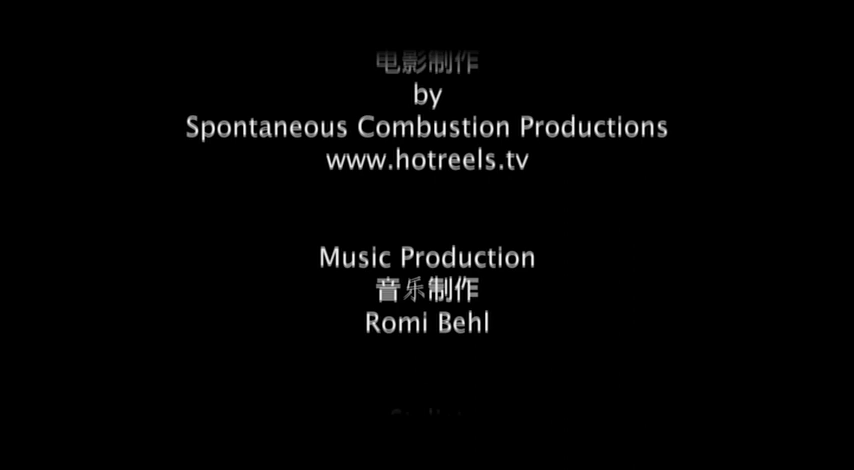 电影制作
by
Spontaneous Combustion Productions
www.hotreels.tv
Music Production
音乐制作
Romi Behl